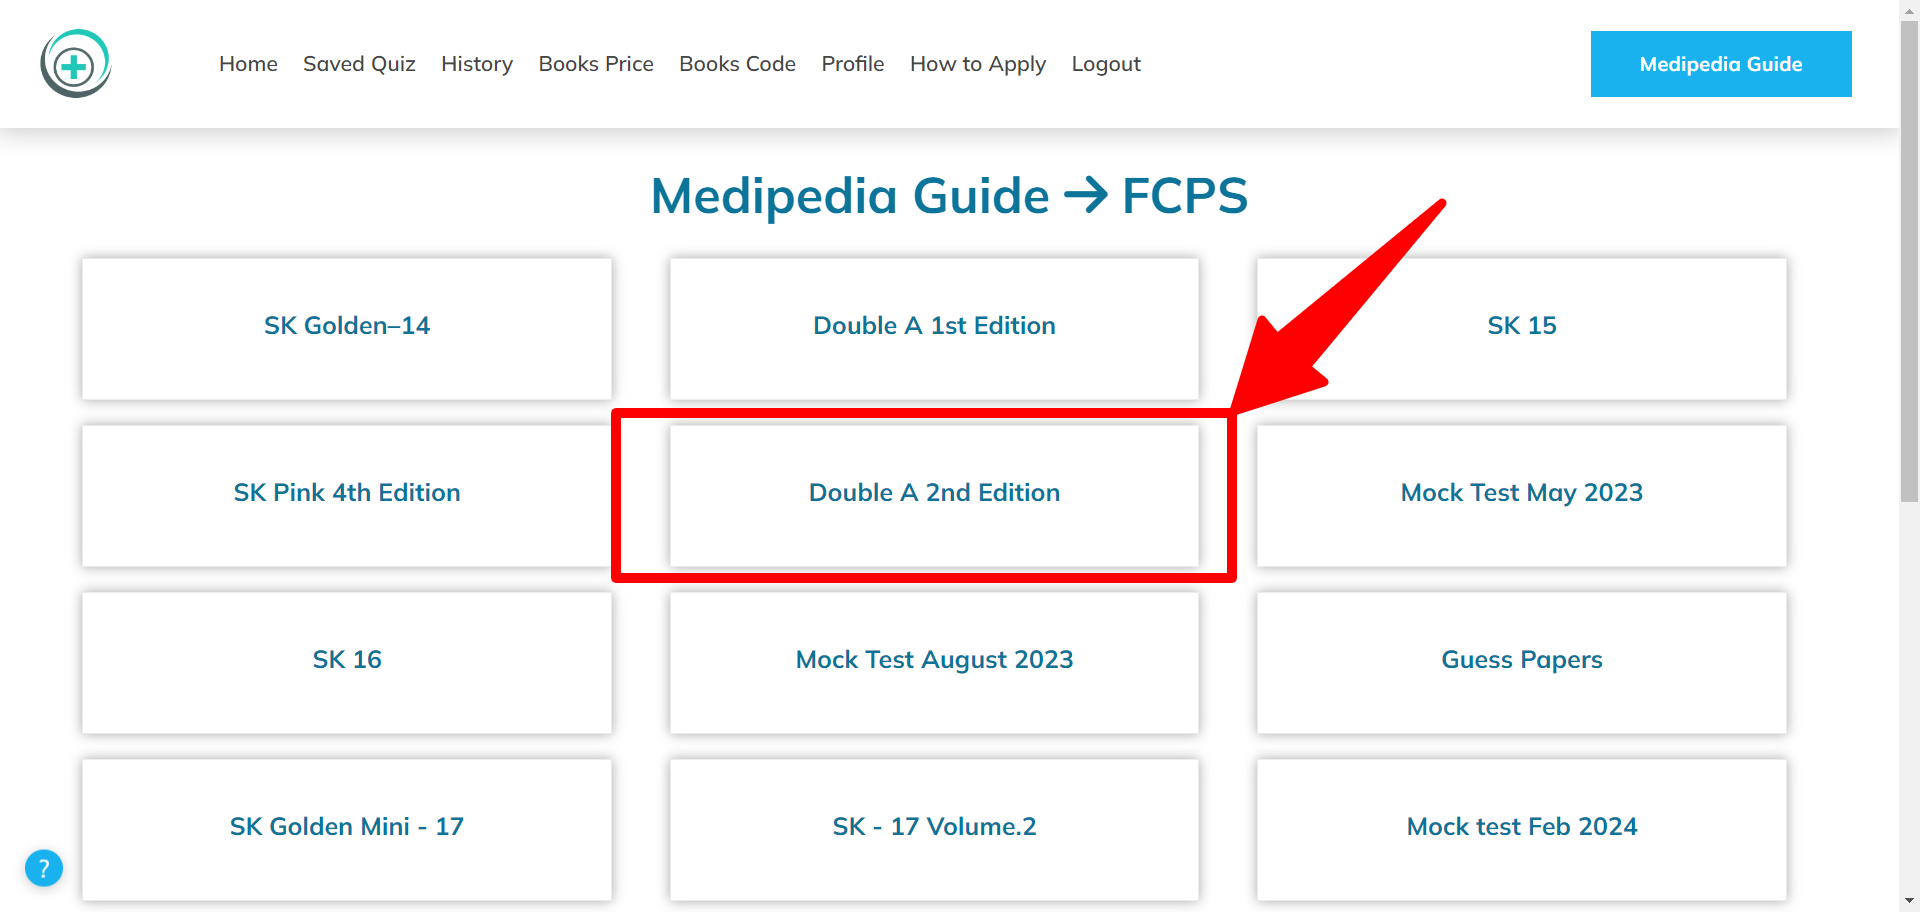 Home Saved Quiz History Books Price Books Code Profile How to Apply Logout Medipedia Guide
Medipedia Guide → FCPS
SK Golden–14
Double A 1st Edition
SK 15
SK Pink 4th Edition
Double A 2nd Edition
Mock Test May 2023
SK 16
Mock Test August 2023
Guess Papers
SK Golden Mini - 17
SK - 17 Volume.2
Mock test Feb 2024
?